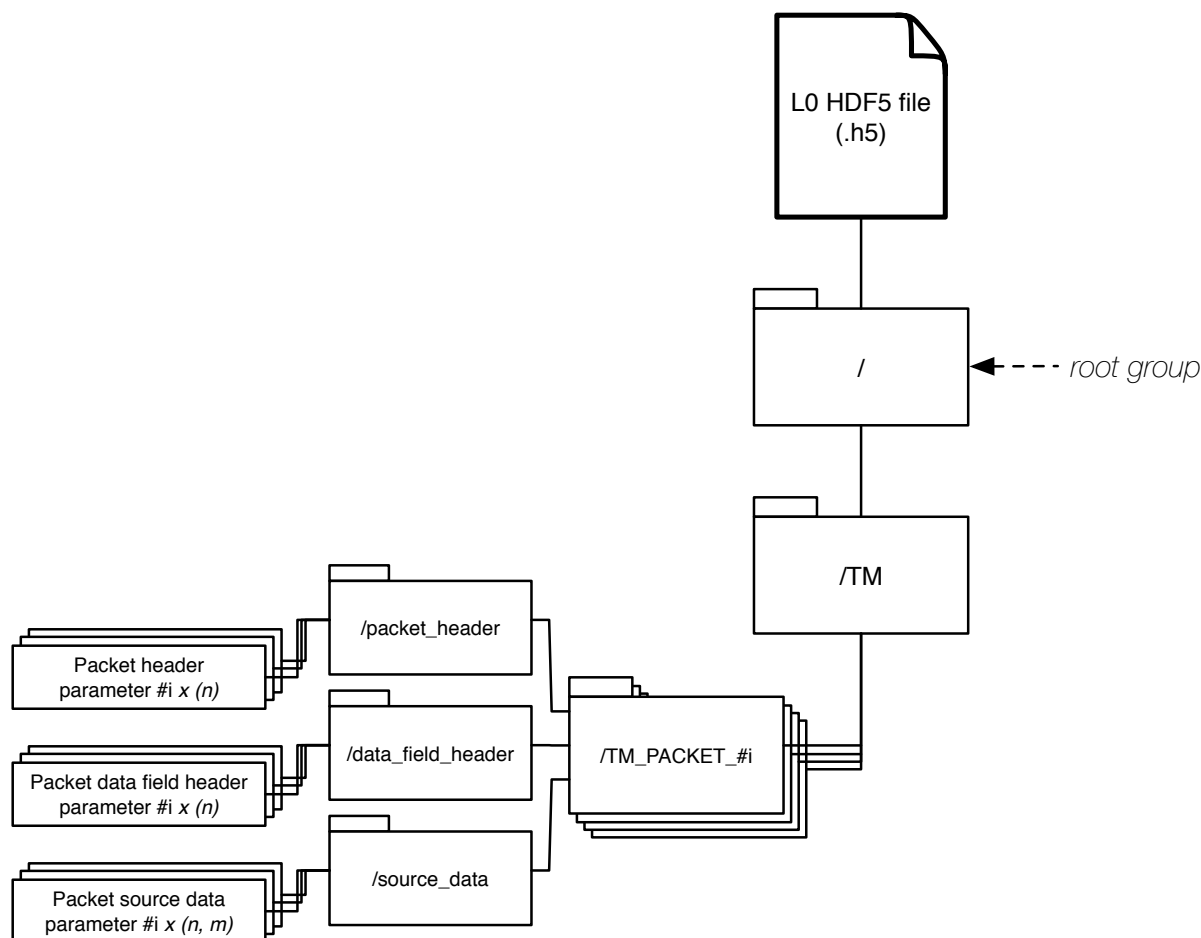 L0 HDF5 file
(.h5)
/
root group
/TM
/packet_header
Packet header
parameter #i x (n)
/TM_PACKET_#i
/data_field_header
Packet data field header
parameter #i x (n)
/source_data
Packet source data
parameter #i x (n, m)